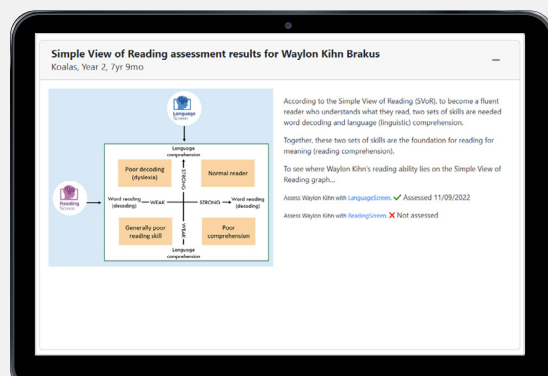 Simple View of Reading assessment results for Waylon Kihn Brakus
Koalas, Year 2, 7yr 9mo
Language
Screen
Language
comprehension
Poor decoding
(dyslexia)
STRONG
Normal reader
Reading
Screen
Word reading
(decoding)
WEAK
STRONG
Word reading
(decoding)
Generally poor
reading skill
WEAK
Poor
comprehension
Language
comprehension
According to the Simple View of Reading (SVoR), to become a fluent
reader who understands what they read, two sets of skills are needed
word decoding and language (linguistic) comprehension.
Together, these two sets of skills are the foundation for reading for
meaning (reading comprehension).
To see where Waylon Kihn's reading ability lies on the Simple View of
Reading graph...
Assess Waylon Kihn with LanguageScreen. ✓ Assessed 11/09/2022
Assess Waylon Kihn with ReadingScreen. ✗ Not assessed